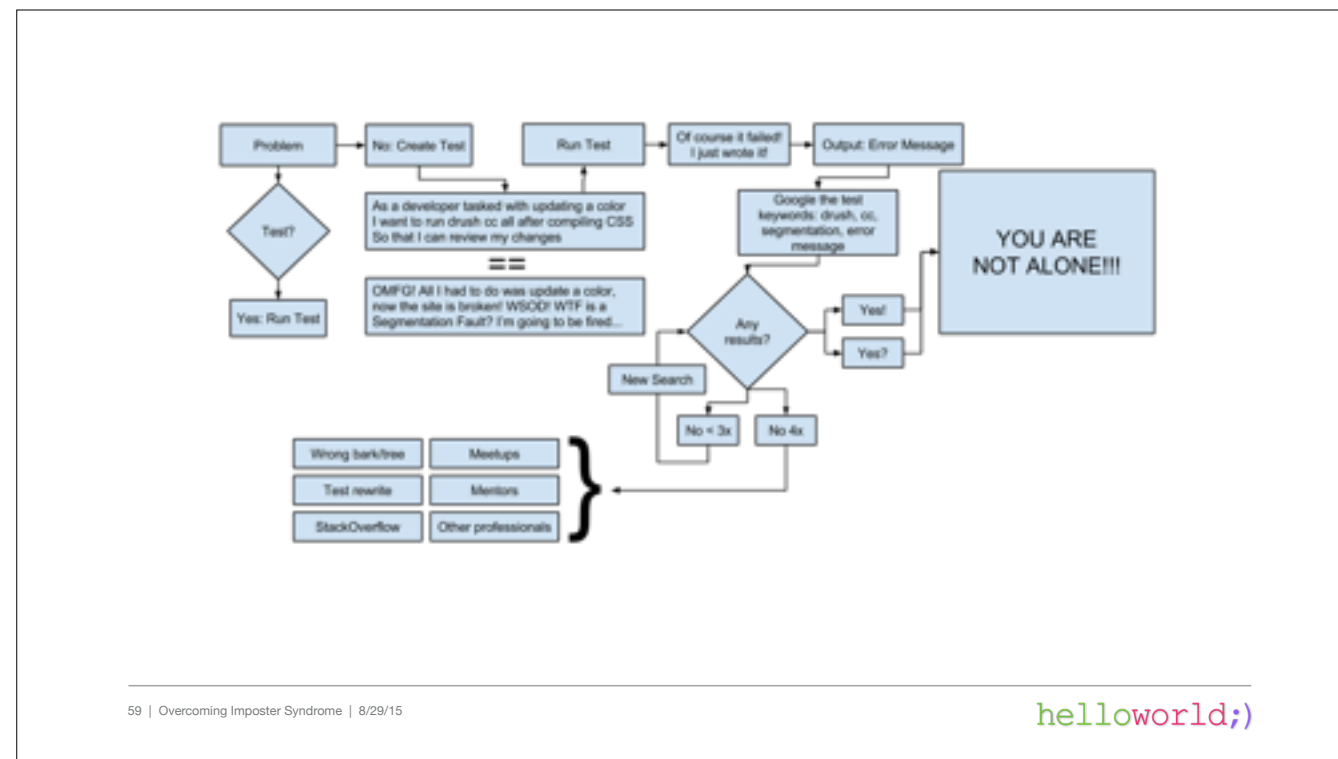 Problem
No: Create Test
Run Test
Of course it failed!
I just wrote it!
Output: Error Message
Test?
Yes: Run Test
As a developer tasked with updating a color
I want to run drush cc all after compiling CSS
So that I can review my changes
==
OMFG! All I had to do was update a color,
now the site is broken! WSOD! WTF is a
Segmentation Fault? I'm going to be fired...
Google the test
keywords: drush, cc,
segmentation, error
message
Any
results?
Yes!
Yes?
YOU ARE
NOT ALONE!!!
New Search
No < 3x
No 4x
Wrong bark/tree
Meetups
Test rewrite
Mentors
StackOverflow
Other professionals
}
59 | Overcoming Imposter Syndrome | 8/29/15
helloworld;)